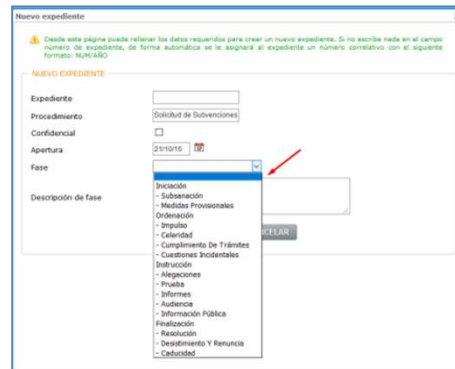 Nuevo expediente
Desde esta página puede rellenar los datos requeridos para crear un nuevo expediente. Si no escribe nada en el campo
número de expediente, de forma automática se le asignará al expediente un número correlativo con el siguiente
formato: NUM/AÑO
NUEVO EXPEDIENTE
Expediente
Procedimiento Solicitud de Subvenciones
Confidencial
Apertura 21/10/16
Fase
Descripción de fase
Iniciación
- Subsanación
- Medidas Provisionales
Ordenación
- Impulso
- Celeridad
- Cumplimiento De Trámites
- Cuestiones Incidentales
Instrucción
- Alegaciones
- Prueba
- Informes
- Audiencia
- Información Pública
Finalización
- Resolución
- Desistimiento Y Renuncia
- Caducidad